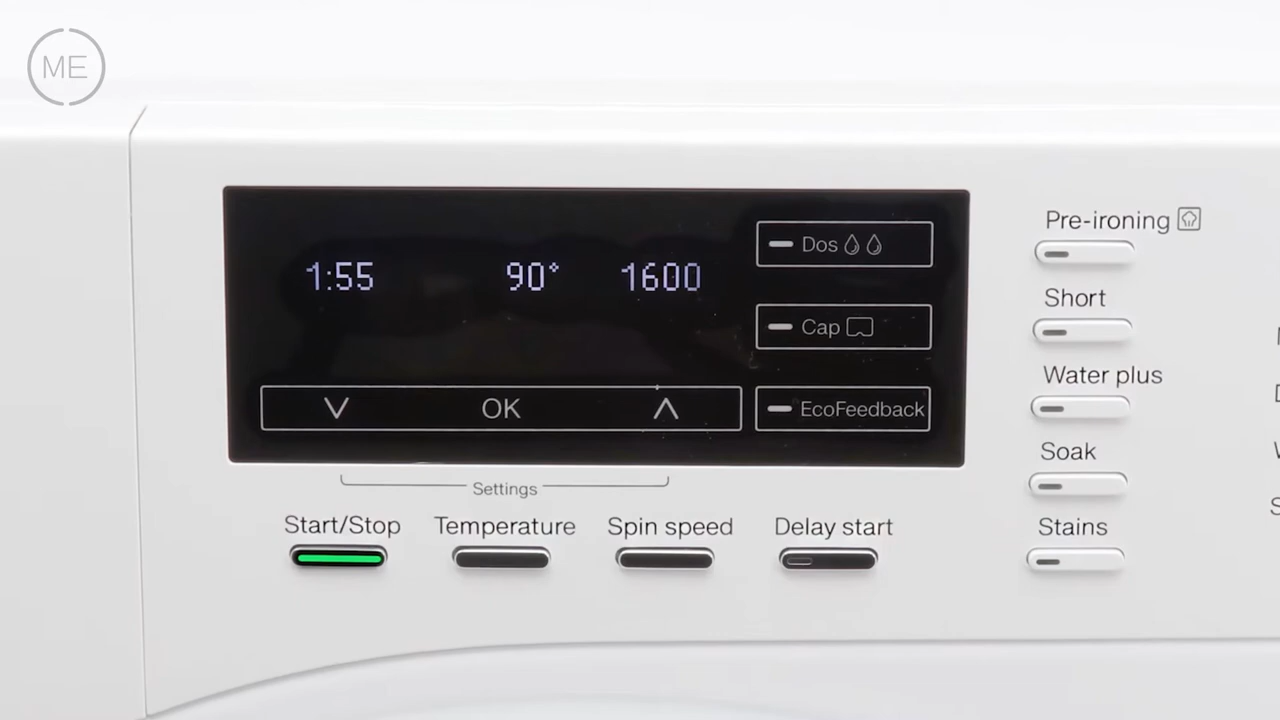 ME
1:55 90° 1600
Dos
Cap
OK
EcoFeedback
Settings
Start/Stop Temperature Spin speed Delay start
Pre-ironing
Short
Water plus
Soak
Stains